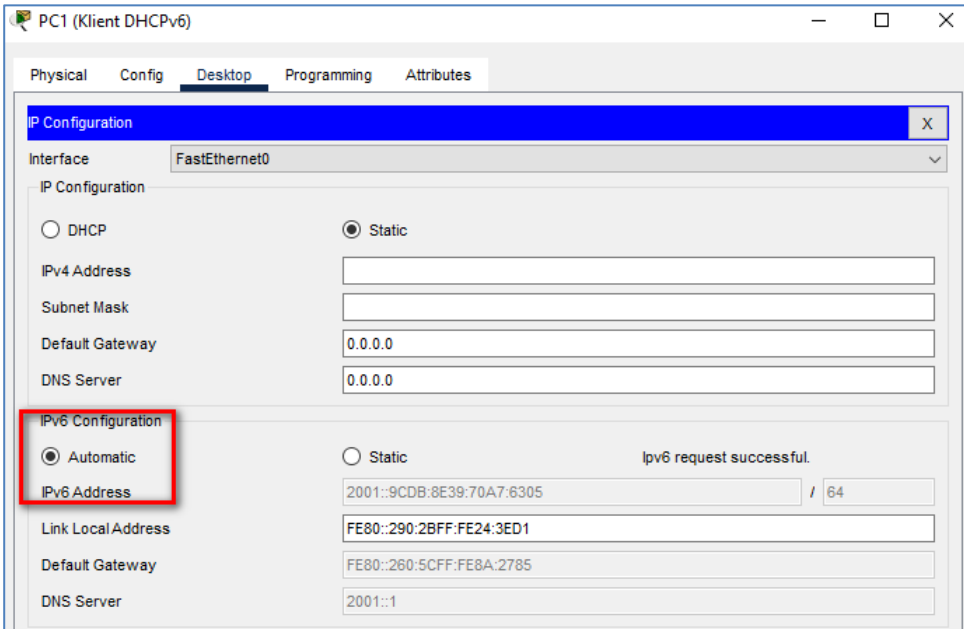 PC1 (Klient DHCPv6)
Physical Config Desktop Programming Attributes
IP Configuration X
Interface FastEthernet0
IP Configuration
DHCP Static
IPv4 Address
Subnet Mask
Default Gateway 0.0.0.0
DNS Server 0.0.0.0
IPv6 Configuration
Automatic Static Ipv6 request successful.
IPv6 Address 2001::9CDB:8E39:70A7:6305 / 64
Link Local Address FE80::290:2BFF:FE24:3ED1
Default Gateway FE80::260:5CFF:FE8A:2785
DNS Server 2001::1